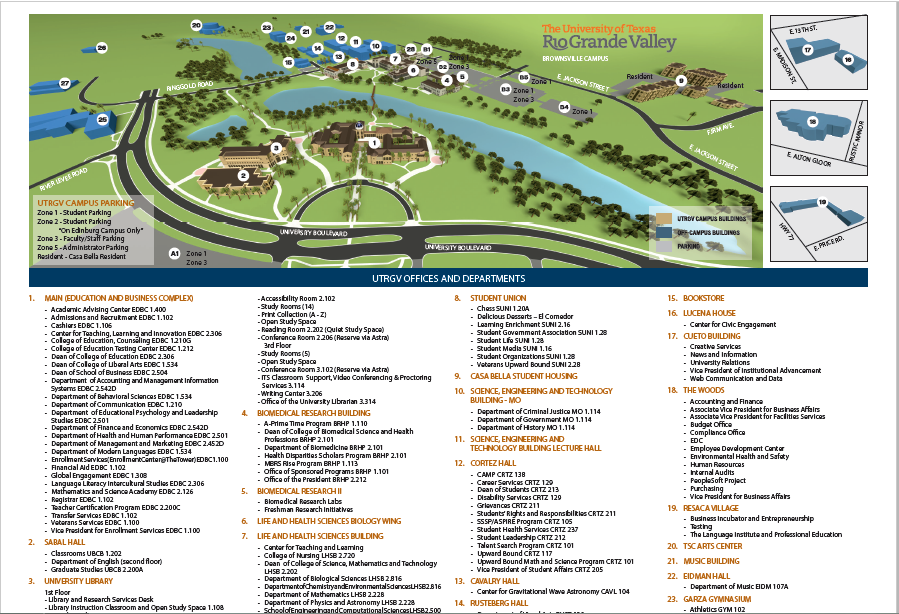 The University of Texas
Rio Grande Valley
BROWNSVILLE CAMPUS
20
23
24
21
22
12
11
10
14
13
15
8
7
28
B1
6
B2
4
5
B3
B5
B4
9
26
27
25
3
2
1
A1
Zone 1
Zone 3
Zone 3
Zone 1
Zone 3
Zone 1
Zone 1
Resident
Resident
RINGGOLD ROAD
E. JACKSON STREET
E. JACKSON STREET
RIVER LEVEE ROAD
UNIVERSITY BOULEVARD
UNIVERSITY BOULEVARD
UTRGV CAMPUS PARKING
Zone 1 - Student Parking
Zone 2 - Student Parking
"On Edinburg Campus Only"
Zone 3 - Faculty/Staff Parking
Zone 5 - Administrator Parking
Resident - Casa Bella Resident
UTRGV CAMPUS BUILDINGS
OFF-CAMPUS BUILDINGS
PARKING
E. 13TH ST.
E. MADISON ST.
17
16
18
E. ALTON GLOOR
RUSTIC MANOR
19
HWY 77
E. PRICE RD.
UTRGV OFFICES AND DEPARTMENTS
1. MAIN (EDUCATION AND BUSINESS COMPLEX)
- Academic Advising Center EDBC 1.400
- Admissions and Recruitment EDBC 1.102
- Cashiers EDBC 1.106
- Center for Teaching, Learning and Innovation EDBC 2.306
- College of Education, Counseling 1.210G
- College of Education Testing Center EDBC 1.212
- Dean of College of Education EDBC 2.306
- Dean of College of Liberal Arts EDBC 1.534
- Dean of School of Business EDBC 2.504
- Department of Accounting and Management Information
Systems EDBC 2.542D
- Department of Behavioral Sciences EDBC 1.534
- Department of Communication EDBC 1.210
- Department of Educational Psychology and Leadership
Studies EDBC 2.501
- Department of Finance and Economics EDBC 2.542D
- Department of Health and Human Performance EDBC 2.501
- Department of Management and Marketing EDBC 2.452D
- Department of Modern Languages EDBC 1.534
- Enrollment Services (Enrollment Center@The Tower) EDBC1.100
- Financial Aid EDBC 1.102
- Global Engagement EDBC 1.308
- Language Literacy Intercultural Studies EDBC 2.306
- Mathematics and Science Academy EDBC 2.126
- Registrar EDBC 1.102
- Teacher Certification Program EDBC 2.200C
- Transfer Services EDBC 1.102
- Veterans Services EDBC 1.100
- Vice President for Enrollment Services EDBC 1.100
2. SABAL HALL
- Classrooms UBCB 1.202
- Department of English (second floor)
- Graduate Studies UBCB 2.200A
3. UNIVERSITY LIBRARY
1st Floor
- Library and Research Services Desk
- Library Instruction Classroom and Open Study Space 1.108
- Accessibility Room 2.102
- Study Rooms (14)
- Print Collection (A - Z)
- Open Study Space
- Reading Room 2.202 (Quiet Study Space)
- Conference Room 2.206 (Reserve via Astra)
3rd Floor
- Study Rooms (5)
- Open Study Space
- Conference Room 3.102 (Reserve via Astra)
- ITS Classroom Support, Video Conferencing & Proctoring
Services 3.114
- Writing Center 3.206
- Office of the University Librarian 3.314
4. BIOMEDICAL RESEARCH BUILDING
- A-Prime Time Program BRHP 1.110
- Dean of College of Biomedical Science and Health
Professions BRHP 2.101
- Department of Biomedicine BRHP 2.101
- Health Disparities Scholars Program BRHP 2.101
- MBRS Rise Program BRHP 1.113
- Office of Sponsored Programs BRHP 1.101
- Office of the President BRHP 2.212
5. BIOMEDICAL RESEARCH II
- Biomedical Research Labs
- Freshman Research Initiatives
6. LIFE AND HEALTH SCIENCES BIOLOGY WING
7. LIFE AND HEALTH SCIENCES BUILDING
- Center for Teaching and Learning
- College of Nursing LHSB 2.720
- Dean of College of Science, Mathematics and Technology
LHSB 2.202
- Department of Biological Sciences LHSB 2.816
- Department of Chemistry and Environmental Sciences LHSB 2.816
- Department of Mathematics LHSB 2.228
- Department of Physics and Astronomy LHSB 2.228
- School of Engineering and Computational Sciences LHSB 2.500
8. STUDENT UNION
- Chess SUNI 1.20A
- Delicious Desserts – El Comedor
- Learning Enrichment SUNI 2.16
- Student Government Association SUNI 1.28
- Student Life SUNI 1.28
- Student Media SUNI 1.16
- Student Organizations SUNI 1.28
- Veterans Upward Bound SUNI 2.28
9. CASA BELLA STUDENT HOUSING
10. SCIENCE, ENGINEERING AND TECHNOLOGY
BUILDING - MO
- Department of Criminal Justice MO 1.114
- Department of Government MO 1.114
- Department of History MO 1.114
11. SCIENCE, ENGINEERING AND
TECHNOLOGY BUILDING LECTURE HALL
12. CORTEZ HALL
- CAMP CRTZ 138
- Career Services CRTZ 129
- Dean of Students CRTZ 213
- Disability Services CRTZ 129
- Grievances CRTZ 211
- Students' Rights and Responsibilities CRTZ 211
- SSSP/ASPIRE Program CRTZ 105
- Student Health Services CRTZ 237
- Student Leadership CRTZ 212
- Talent Search Program CRTZ 101
- Upward Bound CRTZ 117
- Upward Bound Math and Science Program CRTZ 101
- Vice President of Student Affairs CRTZ 205
13. CAVALRY HALL
- Center for Gravitational Wave Astronomy CAVL 104
14. RUSTEBERG HALL
15. BOOKSTORE
16. LUCENA HOUSE
- Center for Civic Engagement
17. CUETO BUILDING
- Creative Services
- News and Information
- University Relations
- Vice President of Institutional Advancement
- Web Communication and Data
18. THE WOODS
- Accounting and Finance
- Associate Vice President for Business Affairs
- Associate Vice President for Facilities Services
- Budget Office
- Compliance Office
- EDC
- Employee Development Center
- Environmental Health and Safety
- Human Resources
- Internal Audits
- PeopleSoft Project
- Purchasing
- Vice President for Business Affairs
19. RESACA VILLAGE
- Business Incubator and Entrepreneurship
- Testing
- The Language Institute and Professional Education
20. TSC ARTS CENTER
21. MUSIC BUILDING
22. EIDMAN HALL
- Department of Music EIDM 107A
23. GARZA GYMNASIUM
- Athletics GYM 102